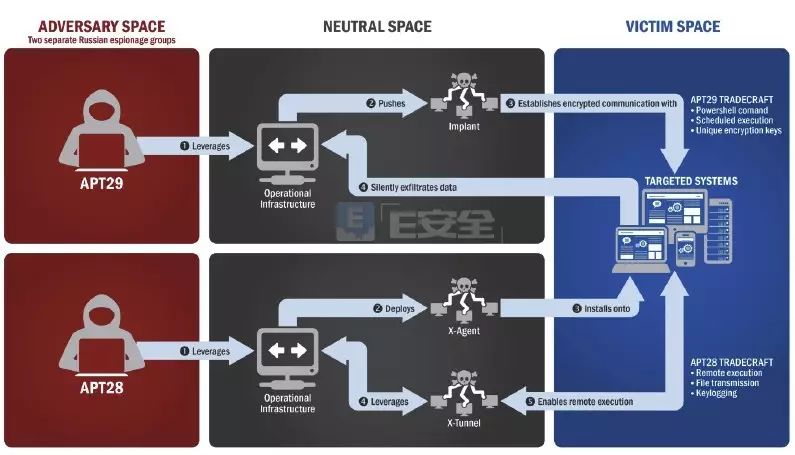 ADVERSARY SPACE
Two separate Russian espionage groups
NEUTRAL SPACE
VICTIM SPACE
APT29
1 Leverages
Operational
Infrastructure
2 Pushes
Implant
3 Establishes encrypted communication with
4 Silently exfiltrates data
APT29 TRADECRAFT
• Powershell comand
• Scheduled execution
• Unique encryption keys
TARGETED SYSTEMS
E E安全
APT28
1 Leverages
Operational
Infrastructure
2 Deploys
X-Agent
3 Installs onto
4 Leverages
X-Tunnel
5 Enables remote execution
APT28 TRADECRAFT
• Remote execution
• File transmission
• Keylogging